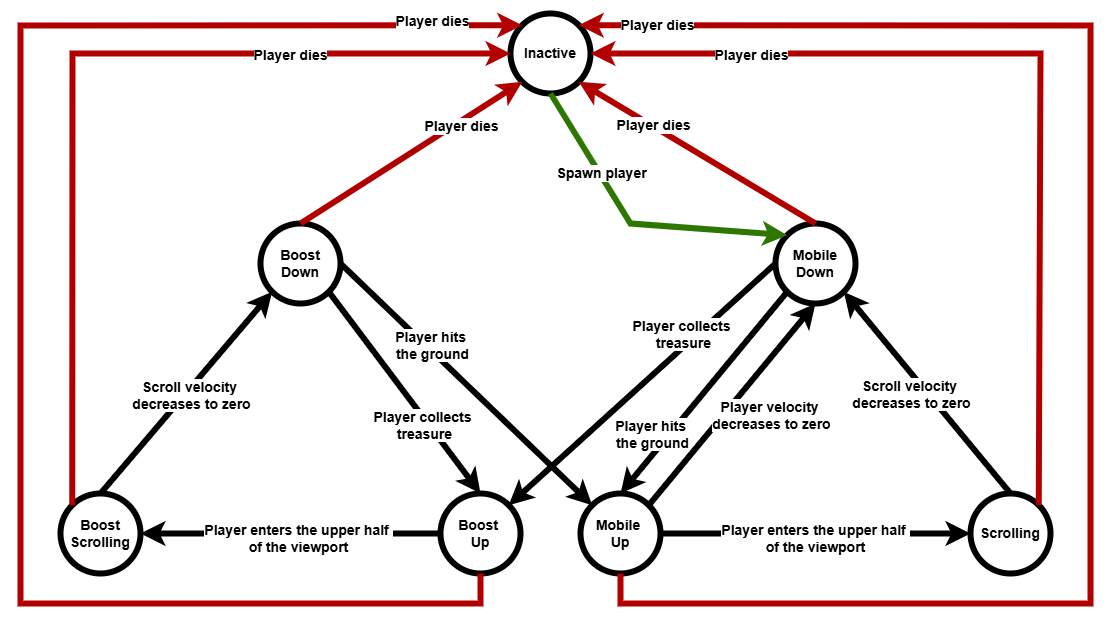 Player dies
Player dies
Inactive
Player dies
Player dies
Player dies
Player dies
Spawn player
Boost
Down
Mobile
Down
Player hits
the ground
Player collects
treasure
Scroll velocity
decreases to zero
Player collects
treasure
Player hits
the ground
Player velocity
decreases to zero
Scroll velocity
decreases to zero
Boost
Scrolling
Player enters the upper half
of the viewport
Boost
Up
Mobile
Up
Player enters the upper half
of the viewport
Scrolling